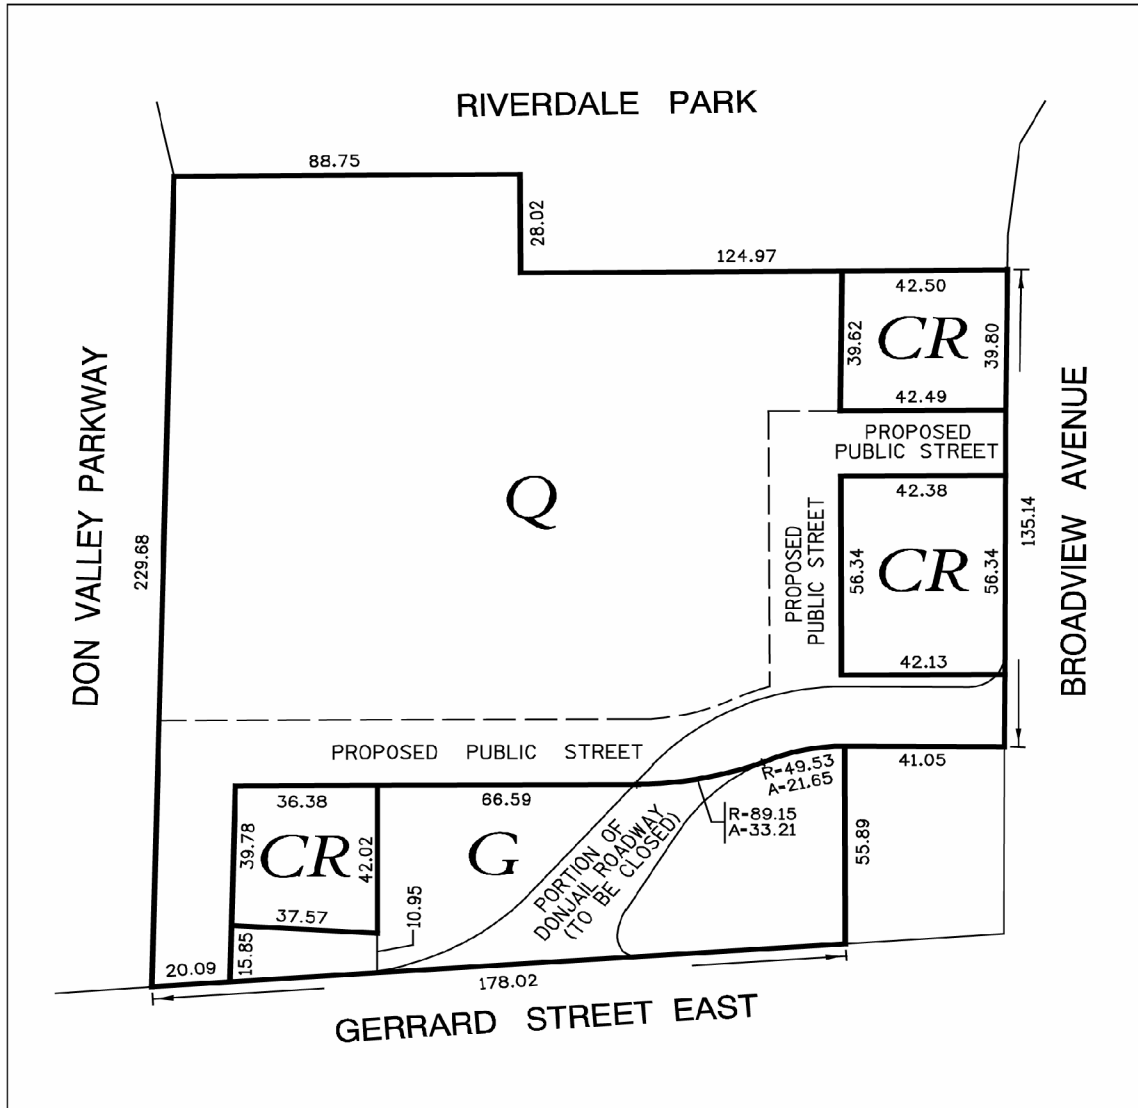 RIVERDALE PARK
88.75
28.02
124.97
42.50
39.62
CR
39.80
42.49
PROPOSED
PUBLIC STREET
DON VALLEY PARKWAY
229.68
Q
PROPOSED
PUBLIC STREET
42.38
56.34
CR
56.34
42.13
135.14
BROADVIEW AVENUE
PROPOSED PUBLIC STREET
41.05
R-49.53
A-21.65
R-89.15
A-33.21
36.38
66.59
39.78
CR
42.02
G
PORTION OF
DONJAIL ROADWAY
(TO BE CLOSED)
55.89
37.57
10.95
15.85
20.09
178.02
GERRARD STREET EAST